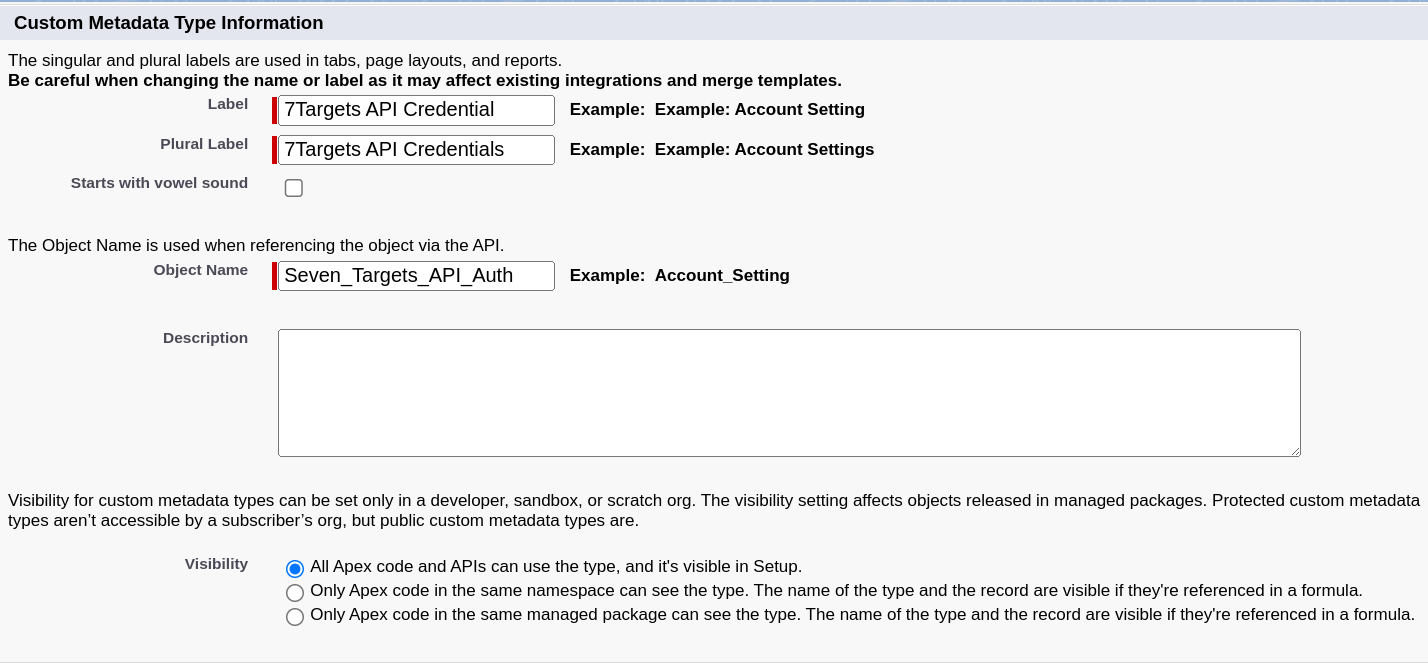 Custom Metadata Type Information
The singular and plural labels are used in tabs, page layouts, and reports.
Be careful when changing the name or label as it may affect existing integrations and merge templates.
Label 7Targets API Credential Example: Example: Account Setting
Plural Label 7Targets API Credentials Example: Example: Account Settings
Starts with vowel sound
The Object Name is used when referencing the object via the API.
Object Name Seven_Targets_API_Auth Example: Account_Setting
Description
Visibility for custom metadata types can be set only in a developer, sandbox, or scratch org. The visibility setting affects objects released in managed packages. Protected custom metadata
types aren’t accessible by a subscriber’s org, but public custom metadata types are.
Visibility All Apex code and APIs can use the type, and it's visible in Setup.
Only Apex code in the same namespace can see the type. The name of the type and the record are visible if they're referenced in a formula.
Only Apex code in the same managed package can see the type. The name of the type and the record are visible if they're referenced in a formula.